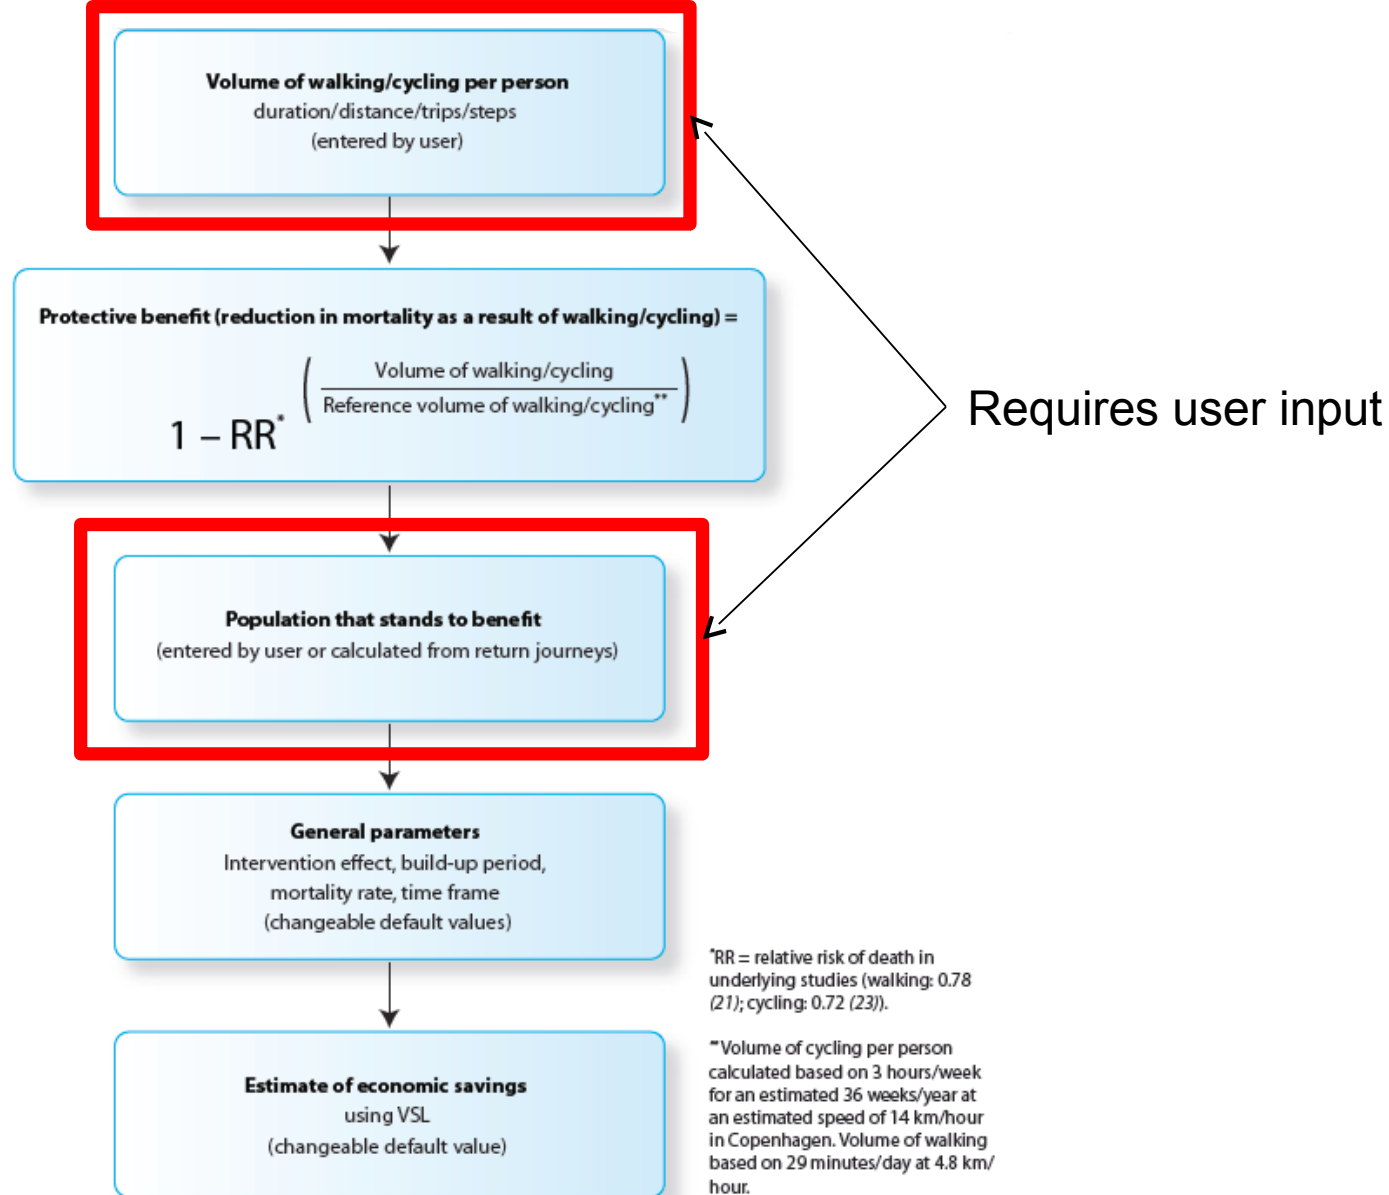 Volume of walking/cycling per person
duration/distance/trips/steps
(entered by user)
Protective benefit (reduction in mortality as a result of walking/cycling) =
1 – RR* ( Volume of walking/cycling
Reference volume of walking/cycling** )
Requires user input
Population that stands to benefit
(entered by user or calculated from return journeys)
General parameters
Intervention effect, build-up period,
mortality rate, time frame
(changeable default values)
Estimate of economic savings
using VSL
(changeable default value)
*RR = relative risk of death in
underlying studies (walking: 0.78
(21); cycling: 0.72 (23)).
**Volume of cycling per person
calculated based on 3 hours/week
for an estimated 36 weeks/year at
an estimated speed of 14 km/hour
in Copenhagen. Volume of walking
based on 29 minutes/day at 4.8 km/
hour.